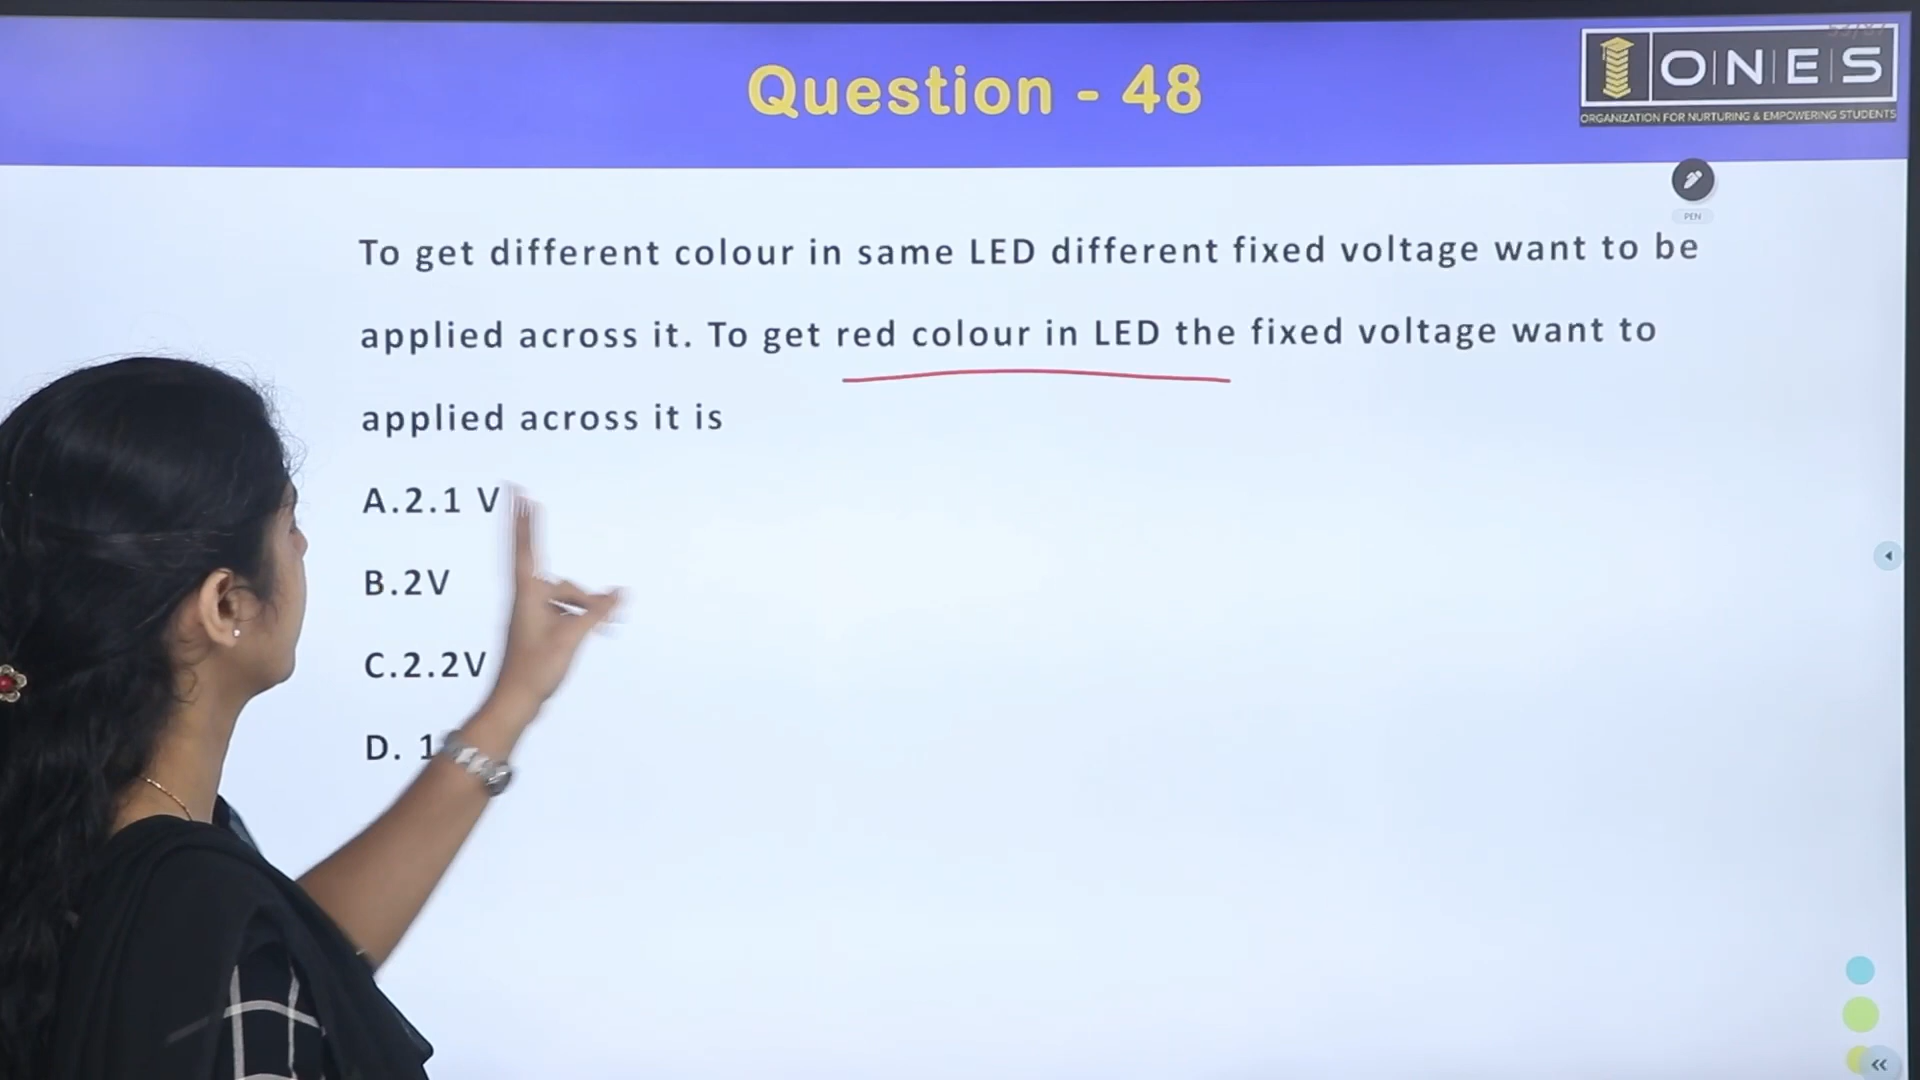 Question - 48
ONES
ORGANIZATION FOR NURTURING & EMPOWERING STUDENTS
PEN
To get different colour in same LED different fixed voltage want to be
applied across it. To get red colour in LED the fixed voltage want to
applied across it is
A.2.1 V
B.2V
C.2.2V
D. 1